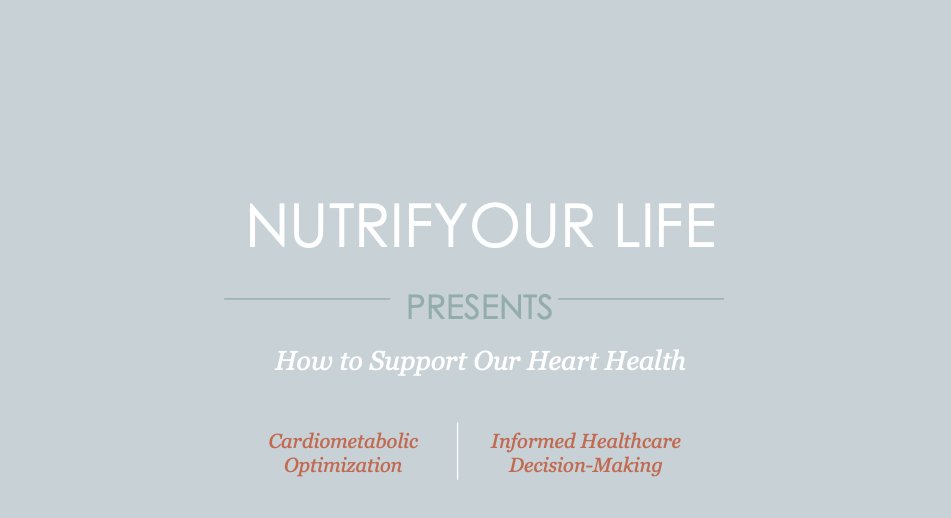 NUTRIFYOUR LIFE
PRESENTS
How to Support Our Heart Health
Cardiometabolic
Optimization
Informed Healthcare
Decision-Making